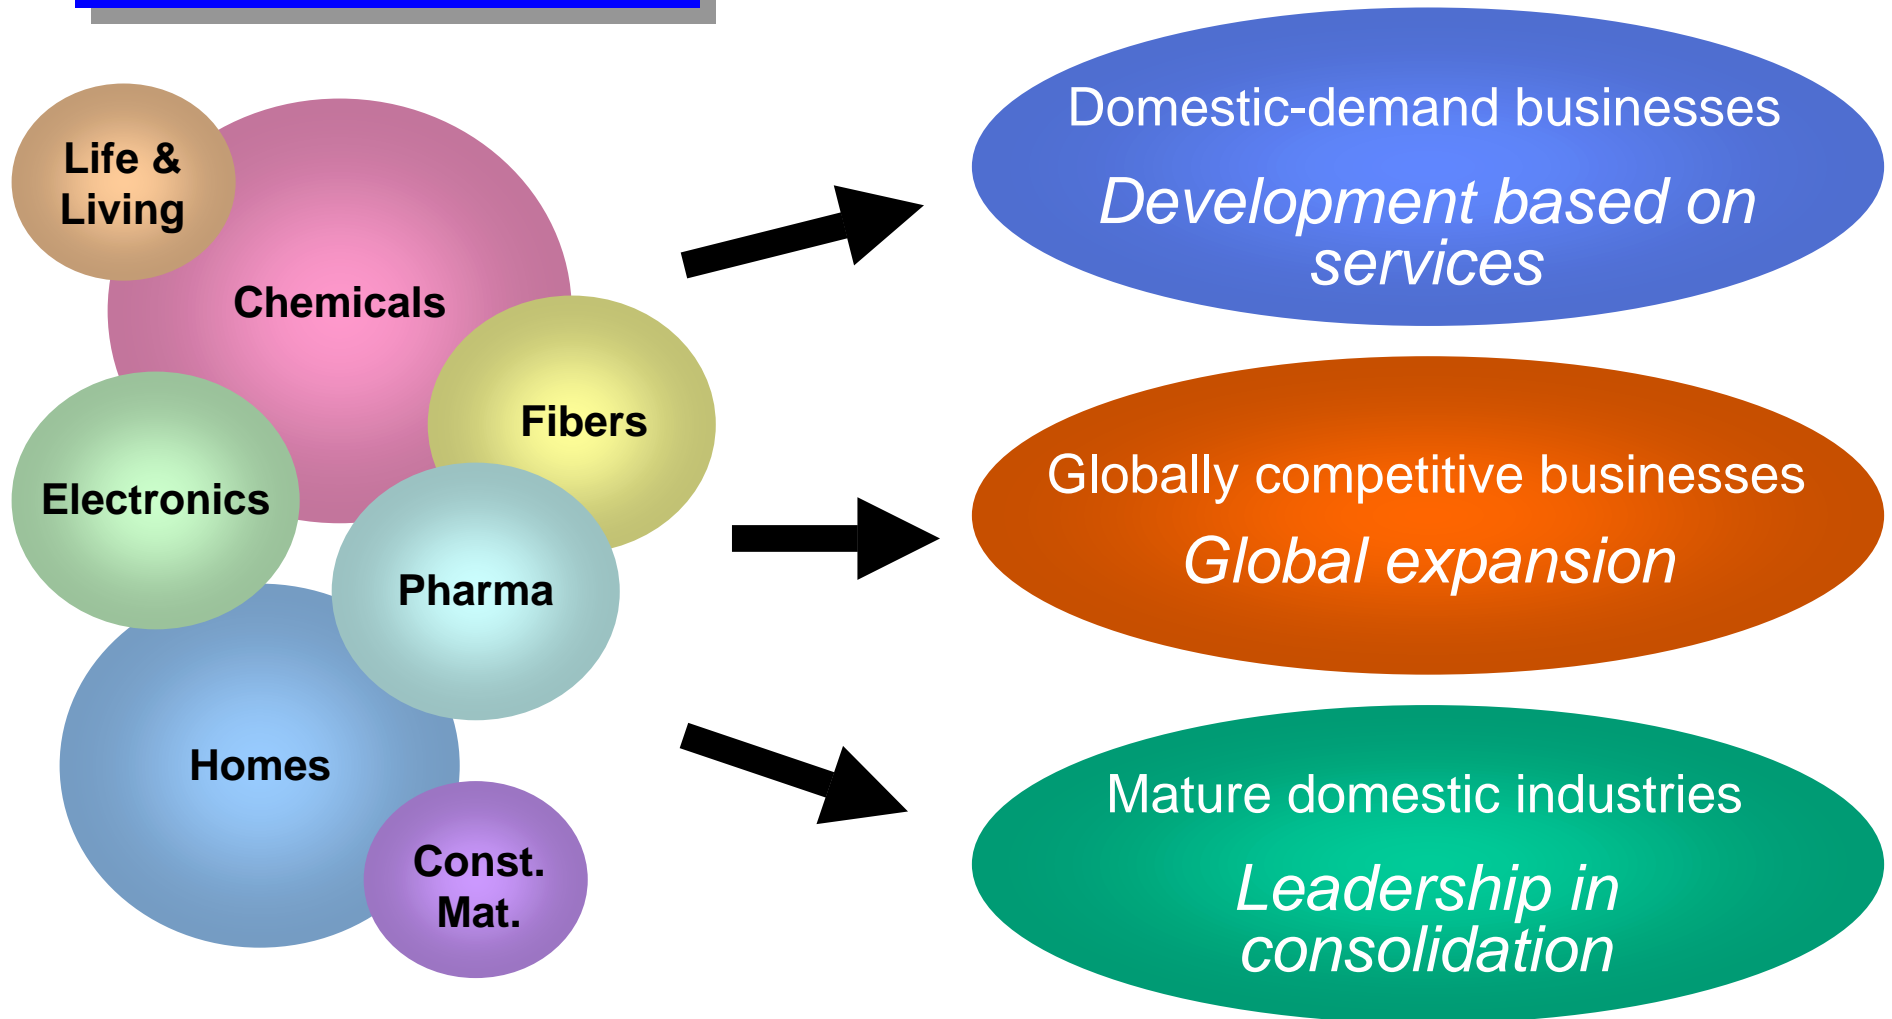 Life &
Living
Chemicals
Fibers
Electronics
Pharma
Homes
Const.
Mat.
Domestic-demand businesses
Development based on
services
Globally competitive businesses
Global expansion
Mature domestic industries
Leadership in
consolidation